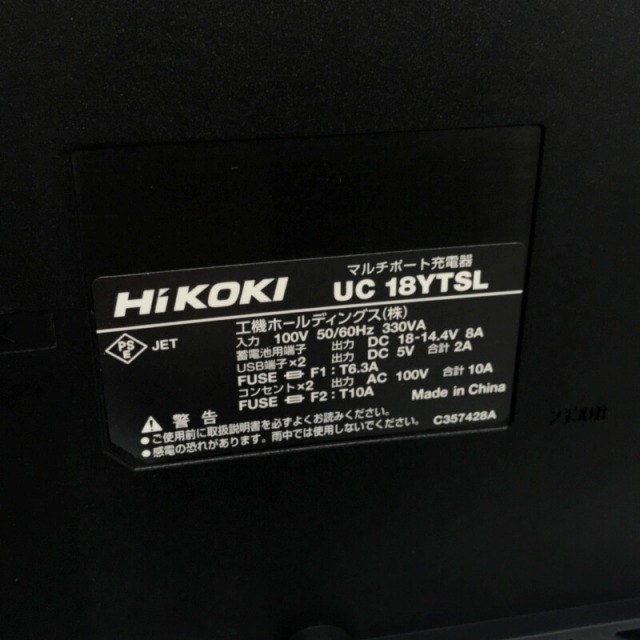 マルチポート充電器
HiKOKI UC 18YTSL
PS E JET
工機ホールディングス(株)
入力 100V 50/60Hz 330VA
蓄電池用端子 出力 DC 18-14.4V 8A
USB端子×2 出力 DC 5V 合計 2A
FUSE F1:T6.3A
コンセント×2 出力 AC 100V 合計 10A
FUSE F2:T10A Made in China
警告
●ご使用前に取扱説明書を必ずよくお読みください。
●感電の恐れがあります。雨中では使用しないでください。
C357428A